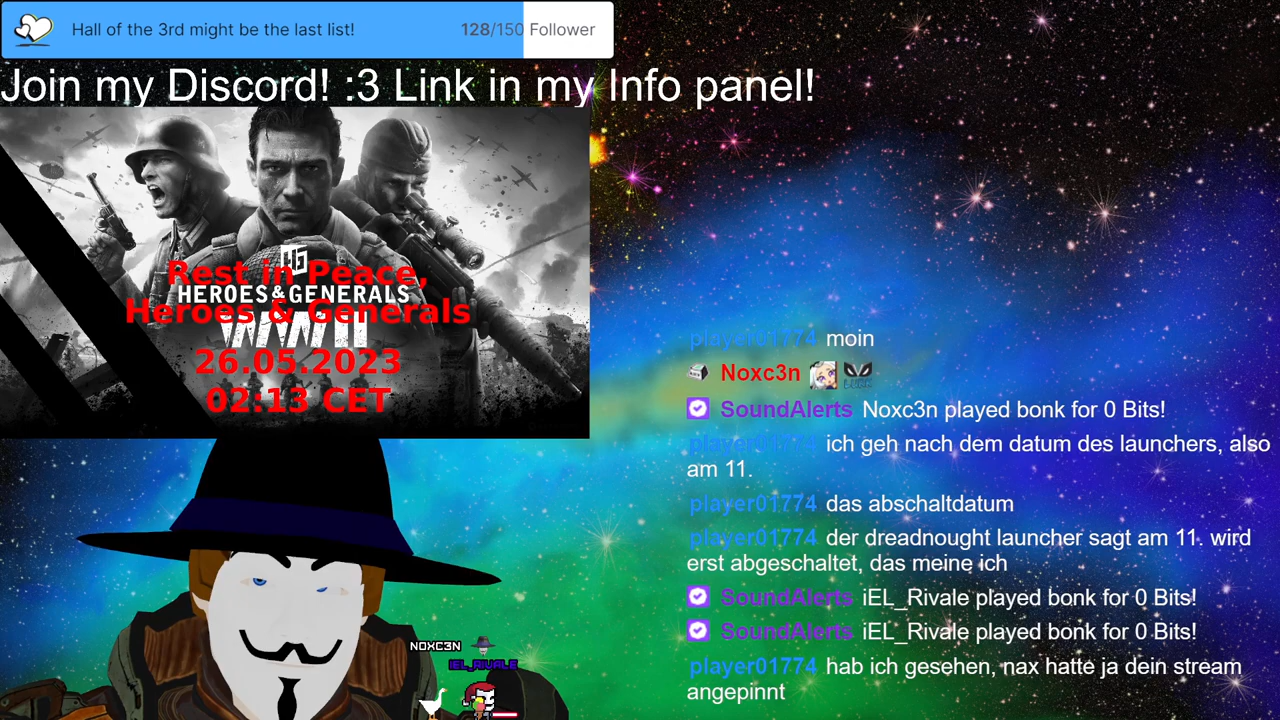 Hall of the 3rd might be the last list!
128/150 Follower
Join my Discord! :3 Link in my Info panel!
Rest in Peace,
HEROES&GENERALS
Heroes & Generals
WWII
26.05.2023
02:13 CET
player01774 moin
Noxc3n
SoundAlerts Noxc3n played bonk for 0 Bits!
player01774 ich geh nach dem datum des launchers, also
am 11.
player01774 das abschaltdatum
player01774 der dreadnought launcher sagt am 11. wird
erst abgeschaltet, das meine ich
SoundAlerts iEL_Rivale played bonk for 0 Bits!
SoundAlerts iEL_Rivale played bonk for 0 Bits!
player01774 hab ich gesehen, nax hatte ja dein stream
angepinnt
NOXC3N
IEL_RIVALE